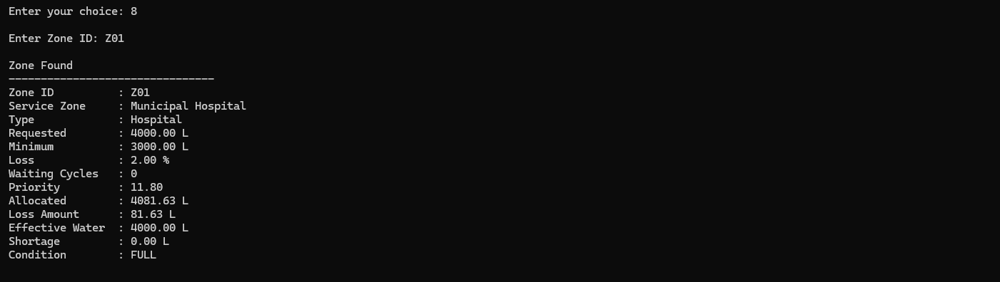 Enter your choice: 8
Enter Zone ID: Z01
Zone Found
--------------------------------
Zone ID          : Z01
Service Zone     : Municipal Hospital
Type             : Hospital
Requested        : 4000.00 L
Minimum          : 3000.00 L
Loss             : 2.00 %
Waiting Cycles   : 0
Priority         : 11.80
Allocated        : 4081.63 L
Loss Amount      : 81.63 L
Effective Water  : 4000.00 L
Shortage         : 0.00 L
Condition        : FULL